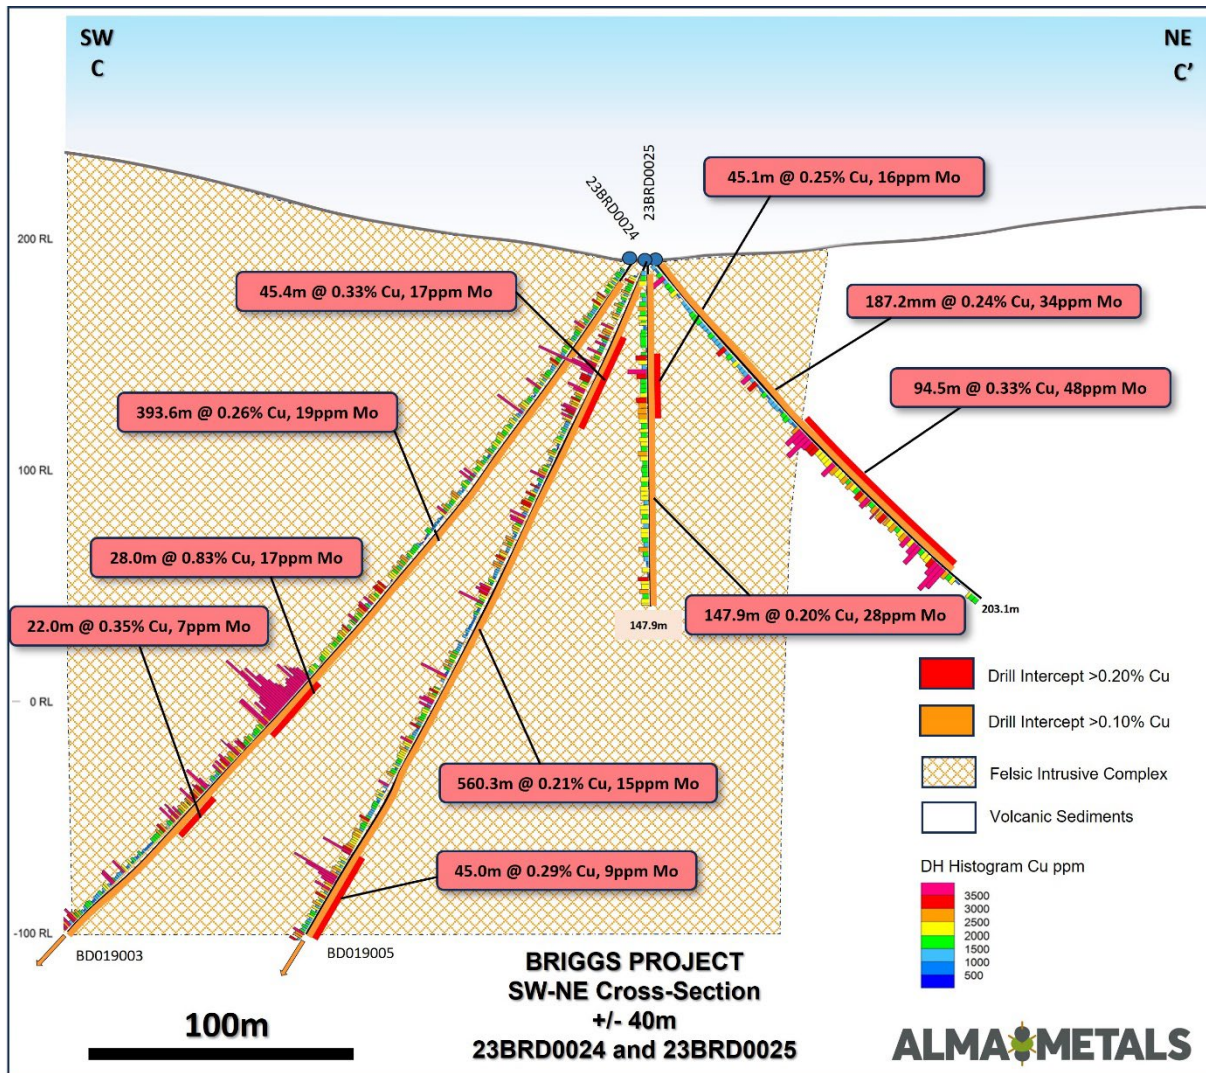 SW
C
NE
C’
23BRD0024
23BRD0025
45.1m @ 0.25% Cu, 16ppm Mo
200 RL
45.4m @ 0.33% Cu, 17ppm Mo
187.2mm @ 0.24% Cu, 34ppm Mo
94.5m @ 0.33% Cu, 48ppm Mo
393.6m @ 0.26% Cu, 19ppm Mo
100 RL
28.0m @ 0.83% Cu, 17ppm Mo
22.0m @ 0.35% Cu, 7ppm Mo
147.9m
147.9m @ 0.20% Cu, 28ppm Mo
203.1m
Drill Intercept >0.20% Cu
0 RL
Drill Intercept >0.10% Cu
560.3m @ 0.21% Cu, 15ppm Mo
Felsic Intrusive Complex
Volcanic Sediments
45.0m @ 0.29% Cu, 9ppm Mo
DH Histogram Cu ppm
3500
3000
2500
2000
1500
1000
500
-100 RL
BD019003
BD019005
BRIGGS PROJECT
SW-NE Cross-Section
+/- 40m
23BRD0024 and 23BRD0025
100m
ALMA METALS